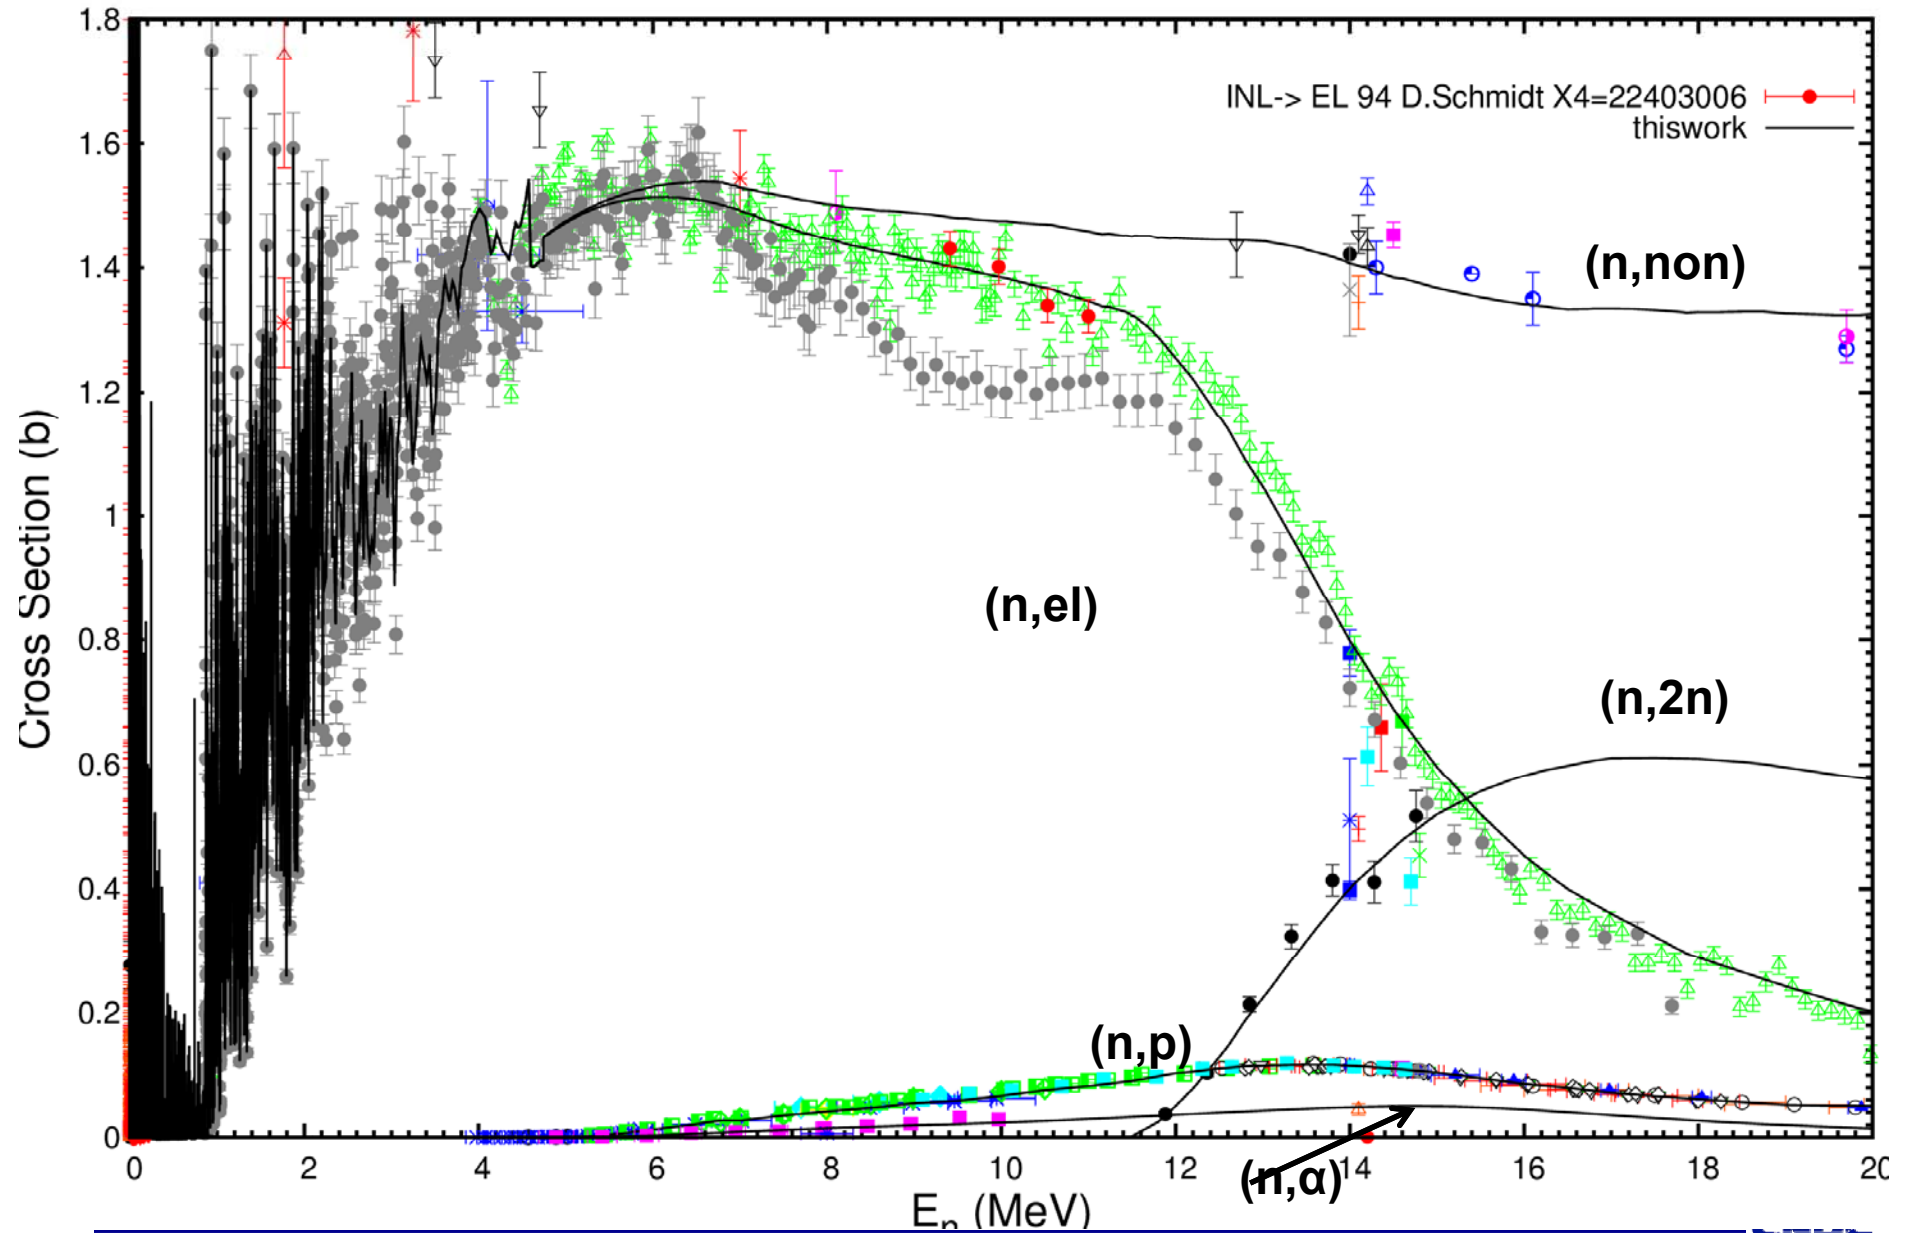 1.8
1.6
1.4
1.2
1
0.8
0.6
0.4
0.2
0
Cross Section (b)
INL-> EL 94 D.Schmidt X4=22403006
thiswork
(n,non)
(n,el)
(n,2n)
(n,p)
(n,α)
0 2 4 6 8 10 12 14 16 18 20
En (MeV)